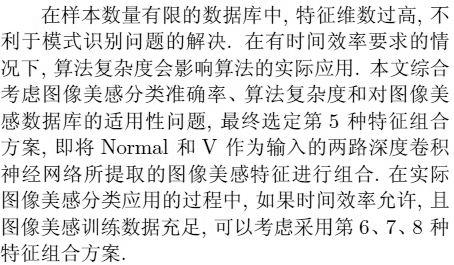 在样本数量有限的数据库中, 特征维数过高, 不
利于模式识别问题的解决. 在有时间效率要求的情
况下, 算法复杂度会影响算法的实际应用. 本文综合
考虑图像美感分类准确率、算法复杂度和对图像美
感数据库的适用性问题, 最终选定第 5 种特征组合
方案, 即将 Normal 和 V 作为输入的两路深度卷积
神经网络所提取的图像美感特征进行组合. 在实际
图像美感分类应用的过程中, 如果时间效率允许, 且
图像美感训练数据充足, 可以考虑采用第 6、7、8 种
特征组合方案.